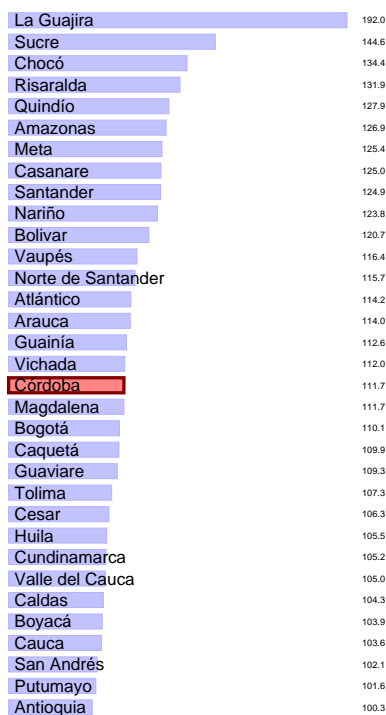 La Guajira 192.0
Sucre 144.6
Chocó 134.4
Risaralda 131.9
Quindío 127.9
Amazonas 126.9
Meta 125.4
Casanare 125.0
Santander 124.9
Nariño 123.8
Bolivar 120.7
Vaupés 116.4
Norte de Santander 115.7
Atlántico 114.2
Arauca 114.0
Guainía 112.6
Vichada 112.0
Córdoba 111.7
Magdalena 111.7
Bogotá 110.1
Caquetá 109.9
Guaviare 109.3
Tolima 107.3
Cesar 106.3
Huila 105.5
Cundinamarca 105.2
Valle del Cauca 105.0
Caldas 104.3
Boyacá 103.9
Cauca 103.6
San Andrés 102.1
Putumayo 101.6
Antioquia 100.3